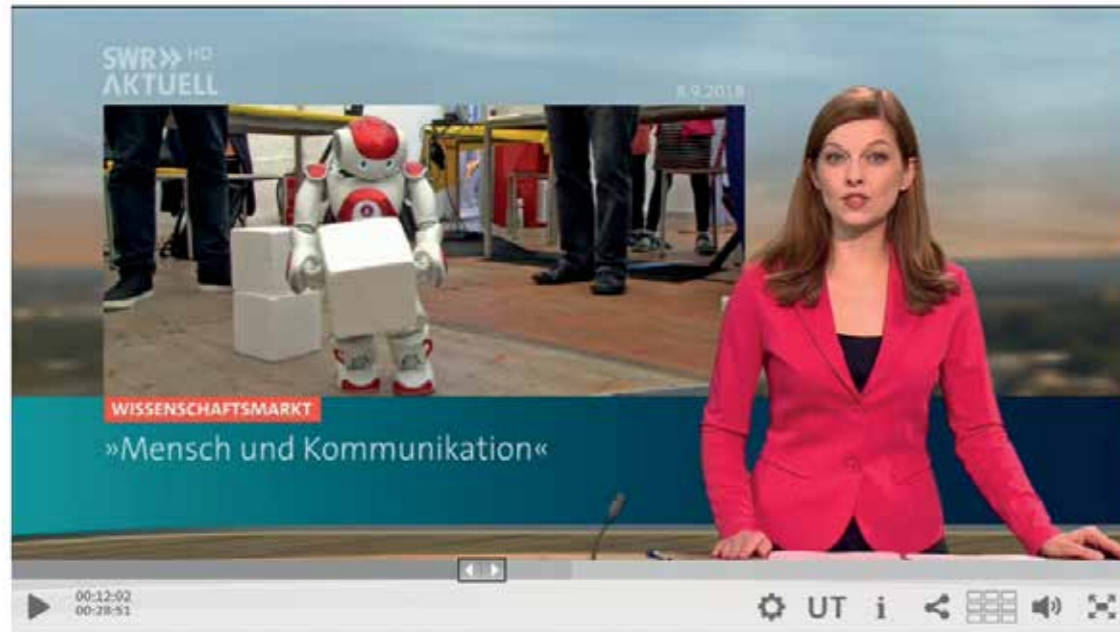 SWR» HD
AKTUELL
8.9.2018
WISSENSCHAFTSMARKT
»Mensch und Kommunikation«
00:12:02
00:28:51
UT i